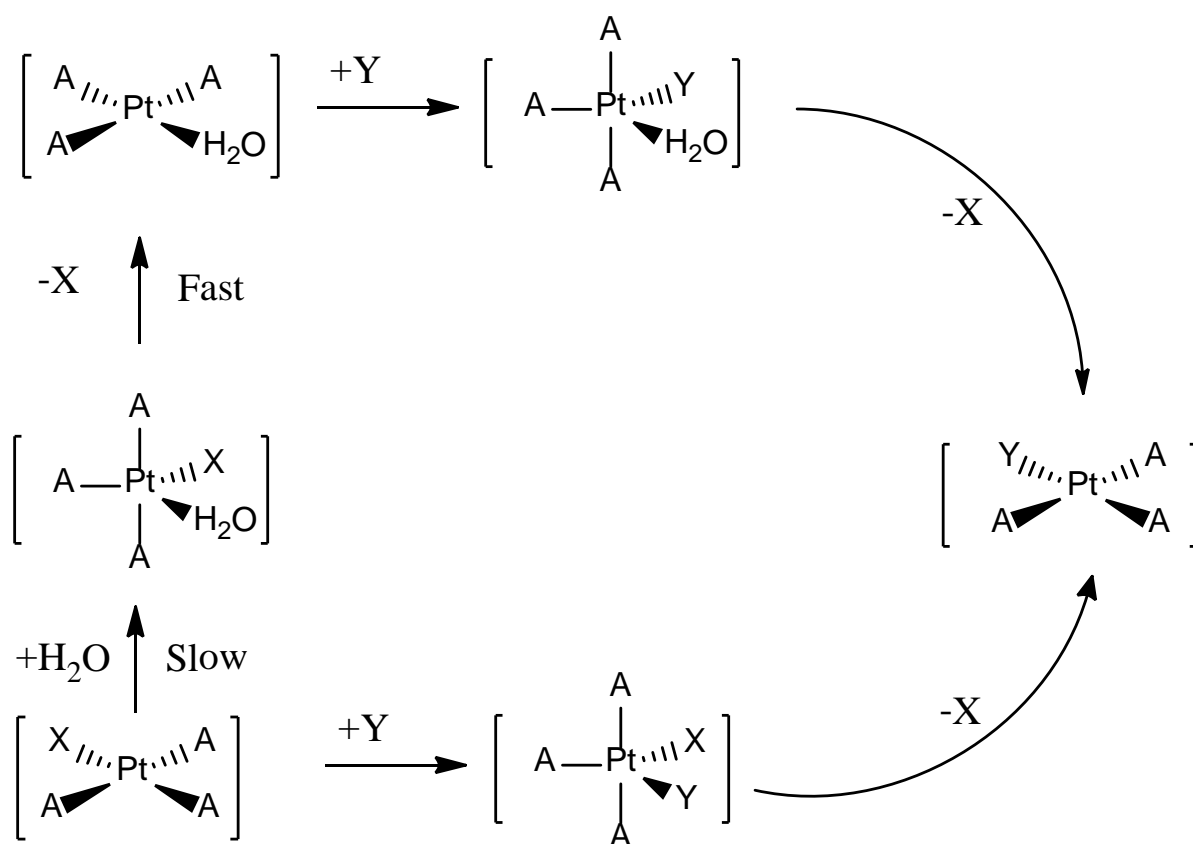 A A +Y A
Pt Y
A H₂O A Pt H₂O
A
-X
-X Fast
A
A Pt X Y A
H₂O Pt
A A A
+H₂O Slow
A -X
X A +Y A Pt X
Pt Y
A A A